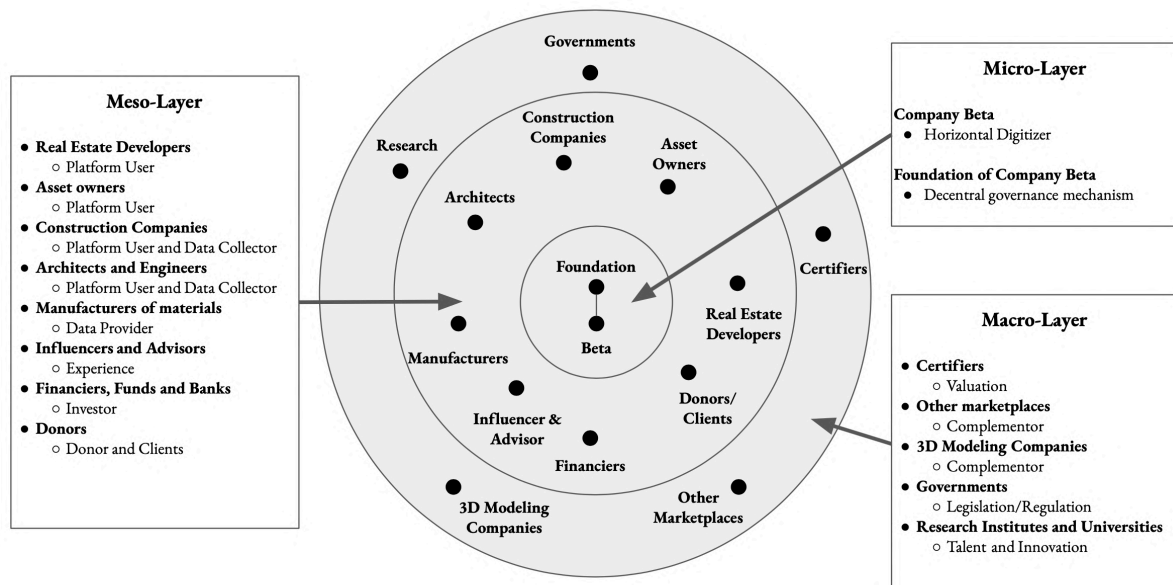 Meso-Layer
● Real Estate Developers
○ Platform User
● Asset owners
○ Platform User
● Construction Companies
○ Platform User and Data Collector
● Architects and Engineers
○ Platform User and Data Collector
● Manufacturers of materials
○ Data Provider
● Influencers and Advisors
○ Experience
● Financiers, Funds and Banks
○ Investor
● Donors
○ Donor and Clients
Governments
Research
Construction
Companies
Asset
Owners
Architects
Certifiers
Foundation
Beta
Real Estate
Developers
Manufacturers
Donors/
Clients
Influencer &
Advisor
Financiers
3D Modeling
Companies
Other
Marketplaces
Micro-Layer
Company Beta
● Horizontal Digitizer
Foundation of Company Beta
● Decentral governance mechanism
Macro-Layer
● Certifiers
○ Valuation
● Other marketplaces
○ Complementor
● 3D Modeling Companies
○ Complementor
● Governments
○ Legislation/Regulation
● Research Institutes and Universities
○ Talent and Innovation